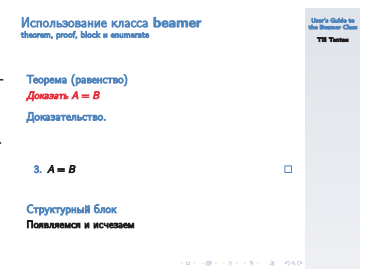 Использование класса beamer
theorem, proof, block и enumerate
User's Guide to
the Beamer Class
Till Tantau
Теорема (равенство)
Доказать A = B
Доказательство.
3. A = B
Структурный блок
Появляемся и исчезаем